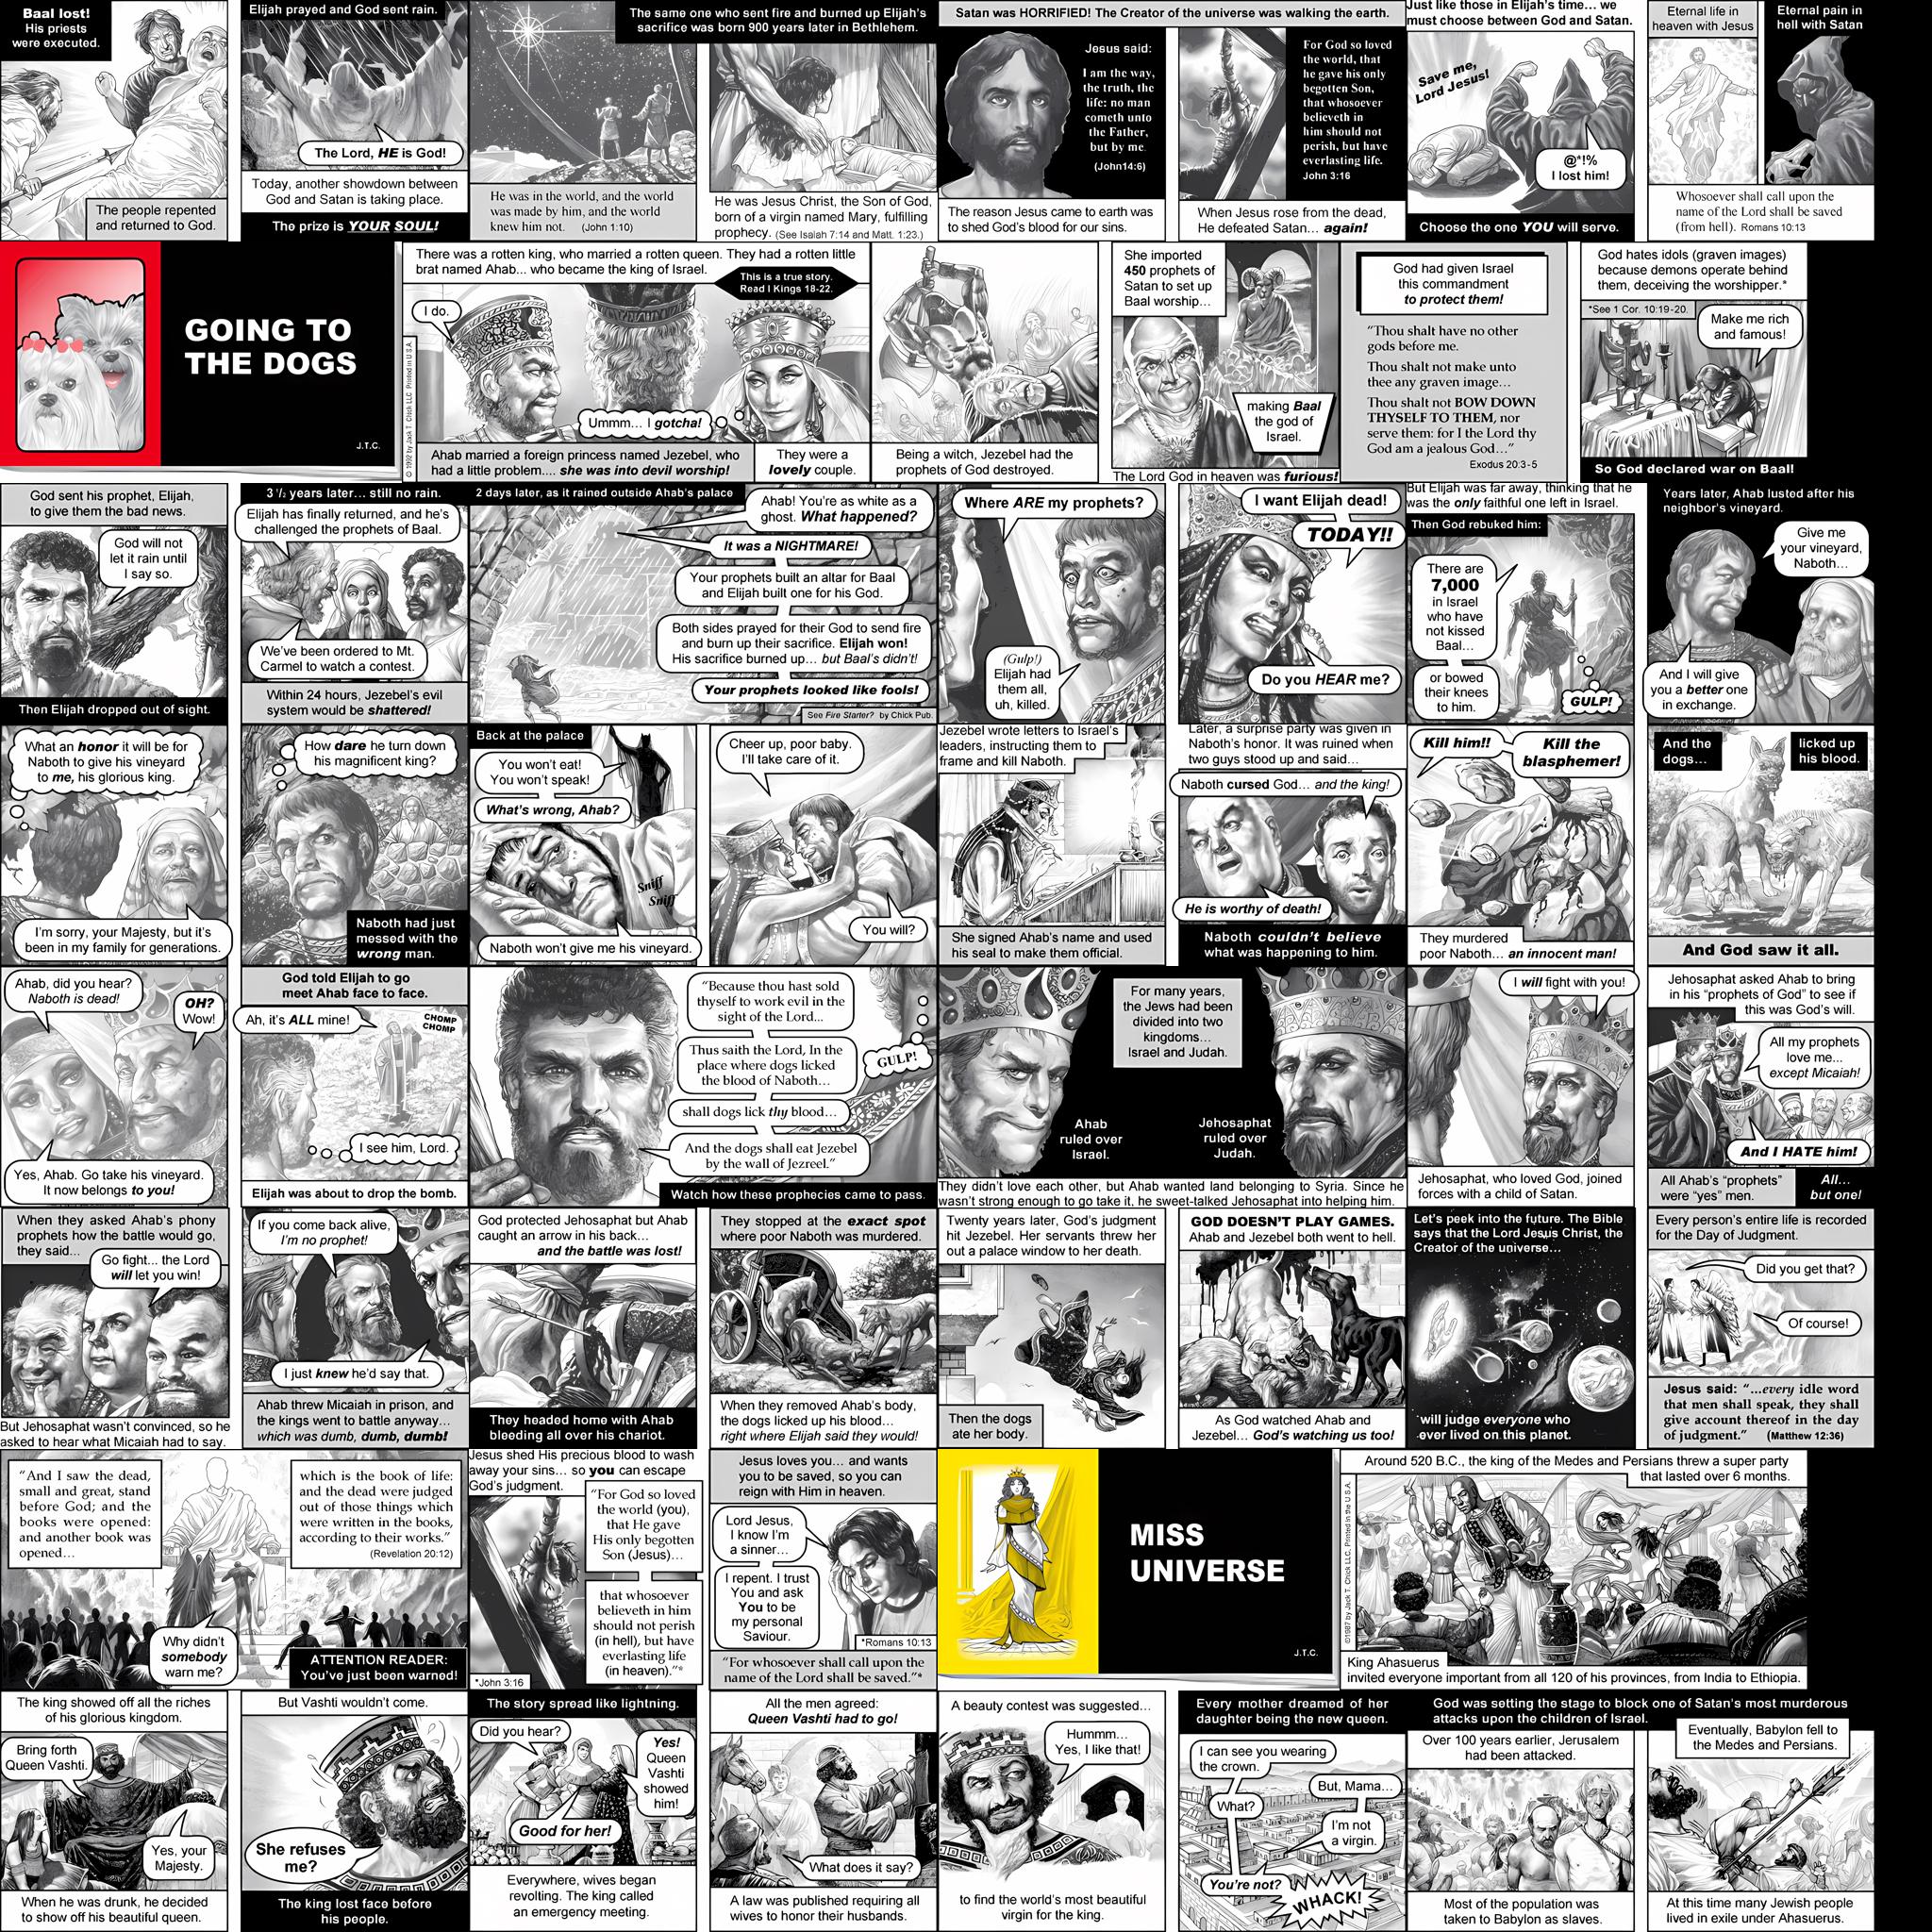 Baal lost!
His priests
were executed.
The people repented
and returned to God.
Elijah prayed and God sent rain.
The Lord, HE is God!
Today, another showdown between
God and Satan is taking place.
The prize is YOUR SOUL!
The same one who sent fire and burned up Elijah's
sacrifice was born 900 years later in Bethlehem.
He was in the world, and the world
was made by him, and the world
knew him not. (John 1:10)
He was Jesus Christ, the Son of God,
born of a virgin named Mary, fulfilling
prophecy. (See Isaiah 7:14 and Matt. 1:23.)
Satan was HORRIFIED! The Creator of the universe was walking the earth.
Jesus said:
I am the way,
the truth, the
life: no man
cometh unto
the Father,
but by me.
(John14:6)
The reason Jesus came to earth was
to shed God's blood for our sins.
For God so loved
the world, that
he gave his only
begotten Son,
that whosoever
believeth in
him should not
perish, but have
everlasting life.
John 3:16
When Jesus rose from the dead,
He defeated Satan... again!
Just like those in Elijah's time... we
must choose between God and Satan.
Save me,
Lord Jesus!
@*!%
I lost him!
Choose the one YOU will serve.
Eternal life in
heaven with Jesus
Eternal pain in
hell with Satan
Whosoever shall call upon the
name of the Lord shall be saved
(from hell). Romans 10:13
GOING TO
THE DOGS
J.T.C.
© 1992 by Jack T. Chick LLC Printed in U.S.A.
There was a rotten king, who married a rotten queen. They had a rotten little
brat named Ahab... who became the king of Israel.
This is a true story.
Read I Kings 18-22.
I do.
Ummm... I gotcha!
Ahab married a foreign princess named Jezebel, who
had a little problem.... she was into devil worship!
They were a
lovely couple.
Being a witch, Jezebel had the
prophets of God destroyed.
She imported
450 prophets of
Satan to set up
Baal worship...
making Baal
the god of
Israel.
The Lord God in heaven was furious!
God had given Israel
this commandment
to protect them!
"Thou shalt have no other
gods before me.
Thou shalt not make unto
thee any graven image...
Thou shalt not BOW DOWN
THYSELF TO THEM, nor
serve them: for I the Lord thy
God am a jealous God..."
Exodus 20:3-5
God hates idols (graven images)
because demons operate behind
them, deceiving the worshipper.*
*See 1 Cor. 10:19-20.
Make me rich
and famous!
So God declared war on Baal!
God sent his prophet, Elijah,
to give them the bad news.
God will not
let it rain until
I say so.
Then Elijah dropped out of sight.
3 1/2 years later... still no rain.
Elijah has finally returned, and he's
challenged the prophets of Baal.
We've been ordered to Mt.
Carmel to watch a contest.
Within 24 hours, Jezebel's evil
system would be shattered!
2 days later, as it rained outside Ahab's palace
Ahab! You're as white as a
ghost. What happened?
It was a NIGHTMARE!
Your prophets built an altar for Baal
and Elijah built one for his God.
Both sides prayed for their God to send fire
and burn up their sacrifice. Elijah won!
His sacrifice burned up... but Baal's didn't!
Your prophets looked like fools!
See Fire Starter? by Chick Pub.
Where ARE my prophets?
(Gulp!)
Elijah had
them all,
uh, killed.
I want Elijah dead!
TODAY!!
Do you HEAR me?
But Elijah was far away, thinking that he
was the only faithful one left in Israel.
Then God rebuked him:
There are
7,000
in Israel
who have
not kissed
Baal...
or bowed
their knees
to him.
GULP!
Years later, Ahab lusted after his
neighbor's vineyard.
Give me
your vineyard,
Naboth...
And I will give
you a better one
in exchange.
What an honor it will be for
Naboth to give his vineyard
to me, his glorious king.
I'm sorry, your Majesty, but it's
been in my family for generations.
How dare he turn down
his magnificent king?
Naboth had just
messed with the
wrong man.
Back at the palace
You won't eat!
You won't speak!
What's wrong, Ahab?
Sniff
Sniff
Naboth won't give me his vineyard.
Cheer up, poor baby.
I'll take care of it.
You will?
Jezebel wrote letters to Israel's
leaders, instructing them to
frame and kill Naboth.
She signed Ahab's name and used
his seal to make them official.
Later, a surprise party was given in
Naboth's honor. It was ruined when
two guys stood up and said...
Naboth cursed God... and the king!
He is worthy of death!
Naboth couldn't believe
what was happening to him.
Kill him!!
Kill the
blasphemer!
They murdered
poor Naboth... an innocent man!
And the
dogs...
licked up
his blood.
And God saw it all.
Ahab, did you hear?
Naboth is dead!
OH?
Wow!
Yes, Ahab. Go take his vineyard.
It now belongs to you!
God told Elijah to go
meet Ahab face to face.
Ah, it's ALL mine!
CHOMP
CHOMP
I see him, Lord.
Elijah was about to drop the bomb.
"Because thou hast sold
thyself to work evil in the
sight of the Lord...
Thus saith the Lord, In the
place where dogs licked
the blood of Naboth...
shall dogs lick thy blood...
And the dogs shall eat Jezebel
by the wall of Jezreel."
GULP!
Watch how these prophecies came to pass.
For many years,
the Jews had been
divided into two
kingdoms...
Israel and Judah.
Ahab
ruled over
Israel.
Jehosaphat
ruled over
Judah.
They didn't love each other, but Ahab wanted land belonging to Syria. Since he
wasn't strong enough to go take it, he sweet-talked Jehosaphat into helping him.
I will fight with you!
Jehosaphat, who loved God, joined
forces with a child of Satan.
Jehosaphat asked Ahab to bring
in his "prophets of God" to see if
this was God's will.
All my prophets
love me...
except Micaiah!
And I HATE him!
All Ahab's "prophets"
were "yes" men.
All...
but one!
When they asked Ahab's phony
prophets how the battle would go,
they said...
Go fight... the Lord
will let you win!
But Jehosaphat wasn't convinced, so he
asked to hear what Micaiah had to say.
If you come back alive,
I'm no prophet!
I just knew he'd say that.
Ahab threw Micaiah in prison, and
the kings went to battle anyway...
which was dumb, dumb, dumb!
God protected Jehosaphat but Ahab
caught an arrow in his back...
and the battle was lost!
They headed home with Ahab
bleeding all over his chariot.
They stopped at the exact spot
where poor Naboth was murdered.
When they removed Ahab's body,
the dogs licked up his blood...
right where Elijah said they would!
Twenty years later, God's judgment
hit Jezebel. Her servants threw her
out a palace window to her death.
Then the dogs
ate her body.
GOD DOESN'T PLAY GAMES.
Ahab and Jezebel both went to hell.
As God watched Ahab and
Jezebel... God's watching us too!
Let's peek into the future. The Bible
says that the Lord Jesus Christ, the
Creator of the universe...
will judge everyone who
ever lived on this planet.
Every person's entire life is recorded
for the Day of Judgment.
Did you get that?
Of course!
Jesus said: "...every idle word
that men shall speak, they shall
give account thereof in the day
of judgment." (Matthew 12:36)
"And I saw the dead,
small and great, stand
before God; and the
books were opened:
and another book was
opened...
which is the book of life:
and the dead were judged
out of those things which
were written in the books,
according to their works."
(Revelation 20:12)
Why didn't
somebody
warn me?
ATTENTION READER:
You've just been warned!
Jesus shed His precious blood to wash
away your sins... so you can escape
God's judgment.
"For God so loved
the world (you),
that He gave
His only begotten
Son (Jesus)...
that whosoever
believeth in him
should not perish
(in hell), but have
everlasting life
(in heaven)."*
*John 3:16
Jesus loves you... and wants
you to be saved, so you can
reign with Him in heaven.
Lord Jesus,
I know I'm
a sinner...
I repent. I trust
You and ask
You to be
my personal
Saviour.
*Romans 10:13
"For whosoever shall call upon the
name of the Lord shall be saved."*
MISS
UNIVERSE
J.T.C.
©1987 by Jack T. Chick LLC. Printed in the U.S.A.
Around 520 B.C., the king of the Medes and Persians threw a super party
that lasted over 6 months.
King Ahasuerus
invited everyone important from all 120 of his provinces, from India to Ethiopia.
The king showed off all the riches
of his glorious kingdom.
Bring forth
Queen Vashti.
Yes, your
Majesty.
When he was drunk, he decided
to show off his beautiful queen.
But Vashti wouldn't come.
She refuses
me?
The king lost face before
his people.
The story spread like lightning.
Did you hear?
Yes!
Queen
Vashti
showed
him!
Good for her!
Everywhere, wives began
revolting. The king called
an emergency meeting.
All the men agreed:
Queen Vashti had to go!
What does it say?
A law was published requiring all
wives to honor their husbands.
A beauty contest was suggested...
Hummm...
Yes, I like that!
to find the world's most beautiful
virgin for the king.
Every mother dreamed of her
daughter being the new queen.
I can see you wearing
the crown.
But, Mama...
What?
I'm not
a virgin.
You're not?
WHACK!
God was setting the stage to block one of Satan's most murderous
attacks upon the children of Israel.
Over 100 years earlier, Jerusalem
had been attacked.
Most of the population was
taken to Babylon as slaves.
Eventually, Babylon fell to
the Medes and Persians.
At this time many Jewish people
lived in exile under Ahasuerus.